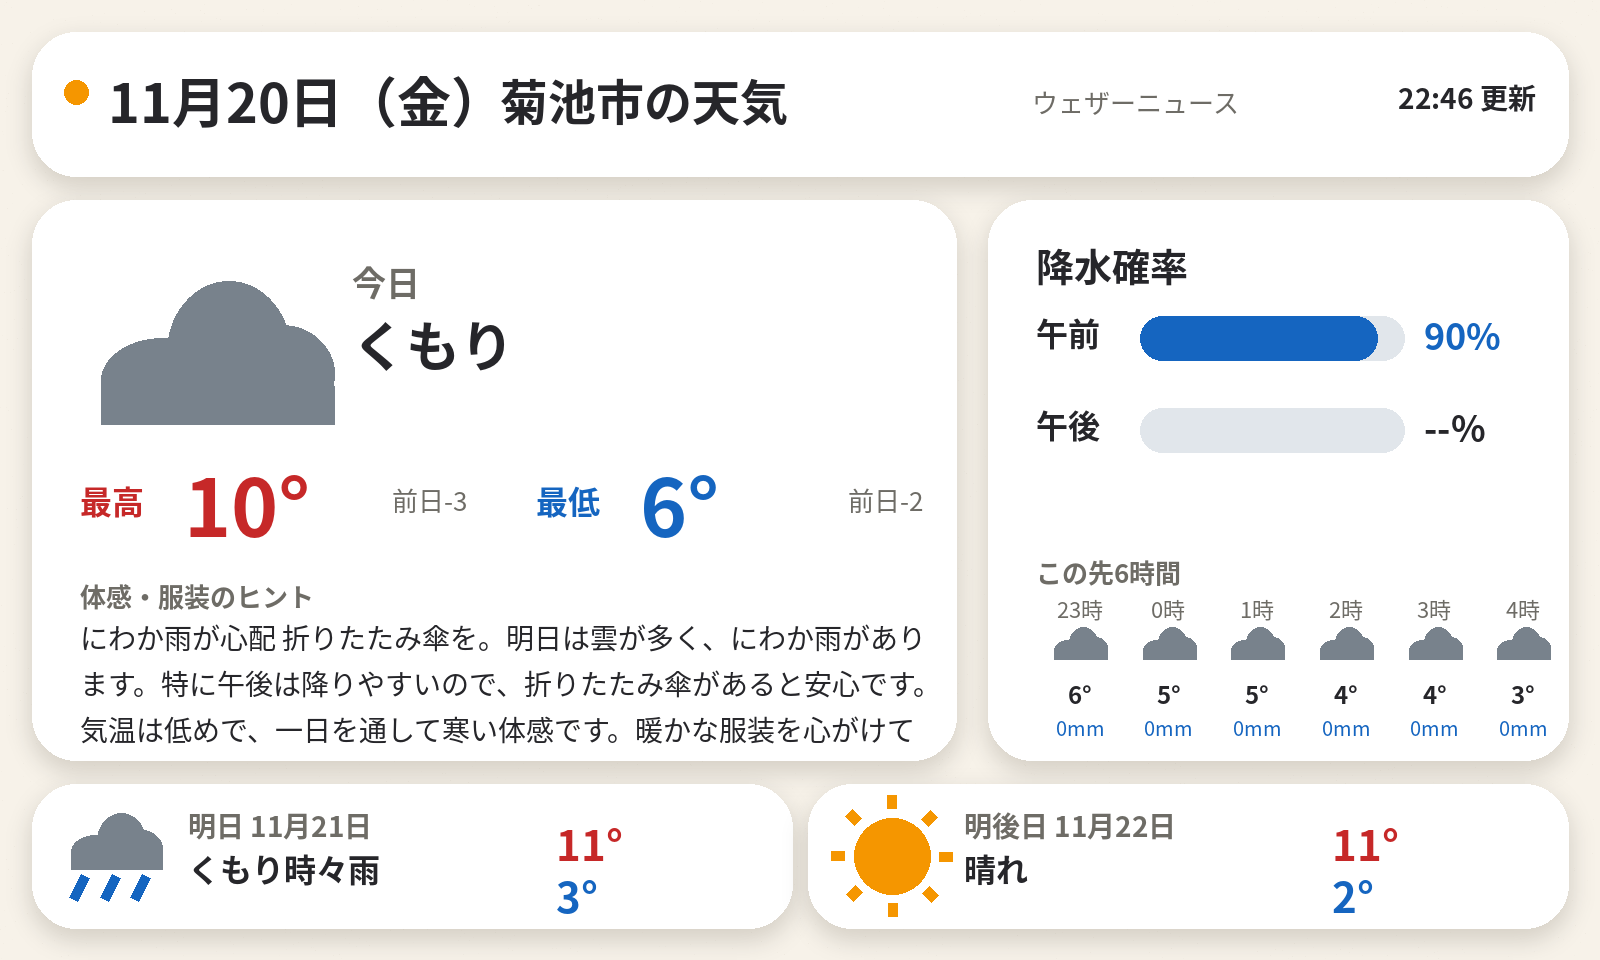 11月20日（金）菊池市の天気
ウェザーニュース
22:46 更新
今日
くもり
最高 10° 前日-3 最低 6° 前日-2
体感・服装のヒント
にわか雨が心配 折りたたみ傘を。明日は雲が多く、にわか雨があり
ます。特に午後は降りやすいので、折りたたみ傘があると安心です。
気温は低めで、一日を通して寒い体感です。暖かな服装を心がけて
降水確率
午前 90%
午後 --%
この先6時間
23時 0時 1時 2時 3時 4時
6° 5° 5° 4° 4° 3°
0mm 0mm 0mm 0mm 0mm 0mm
明日 11月21日
くもり時々雨
11°
3°
明後日 11月22日
晴れ
11°
2°